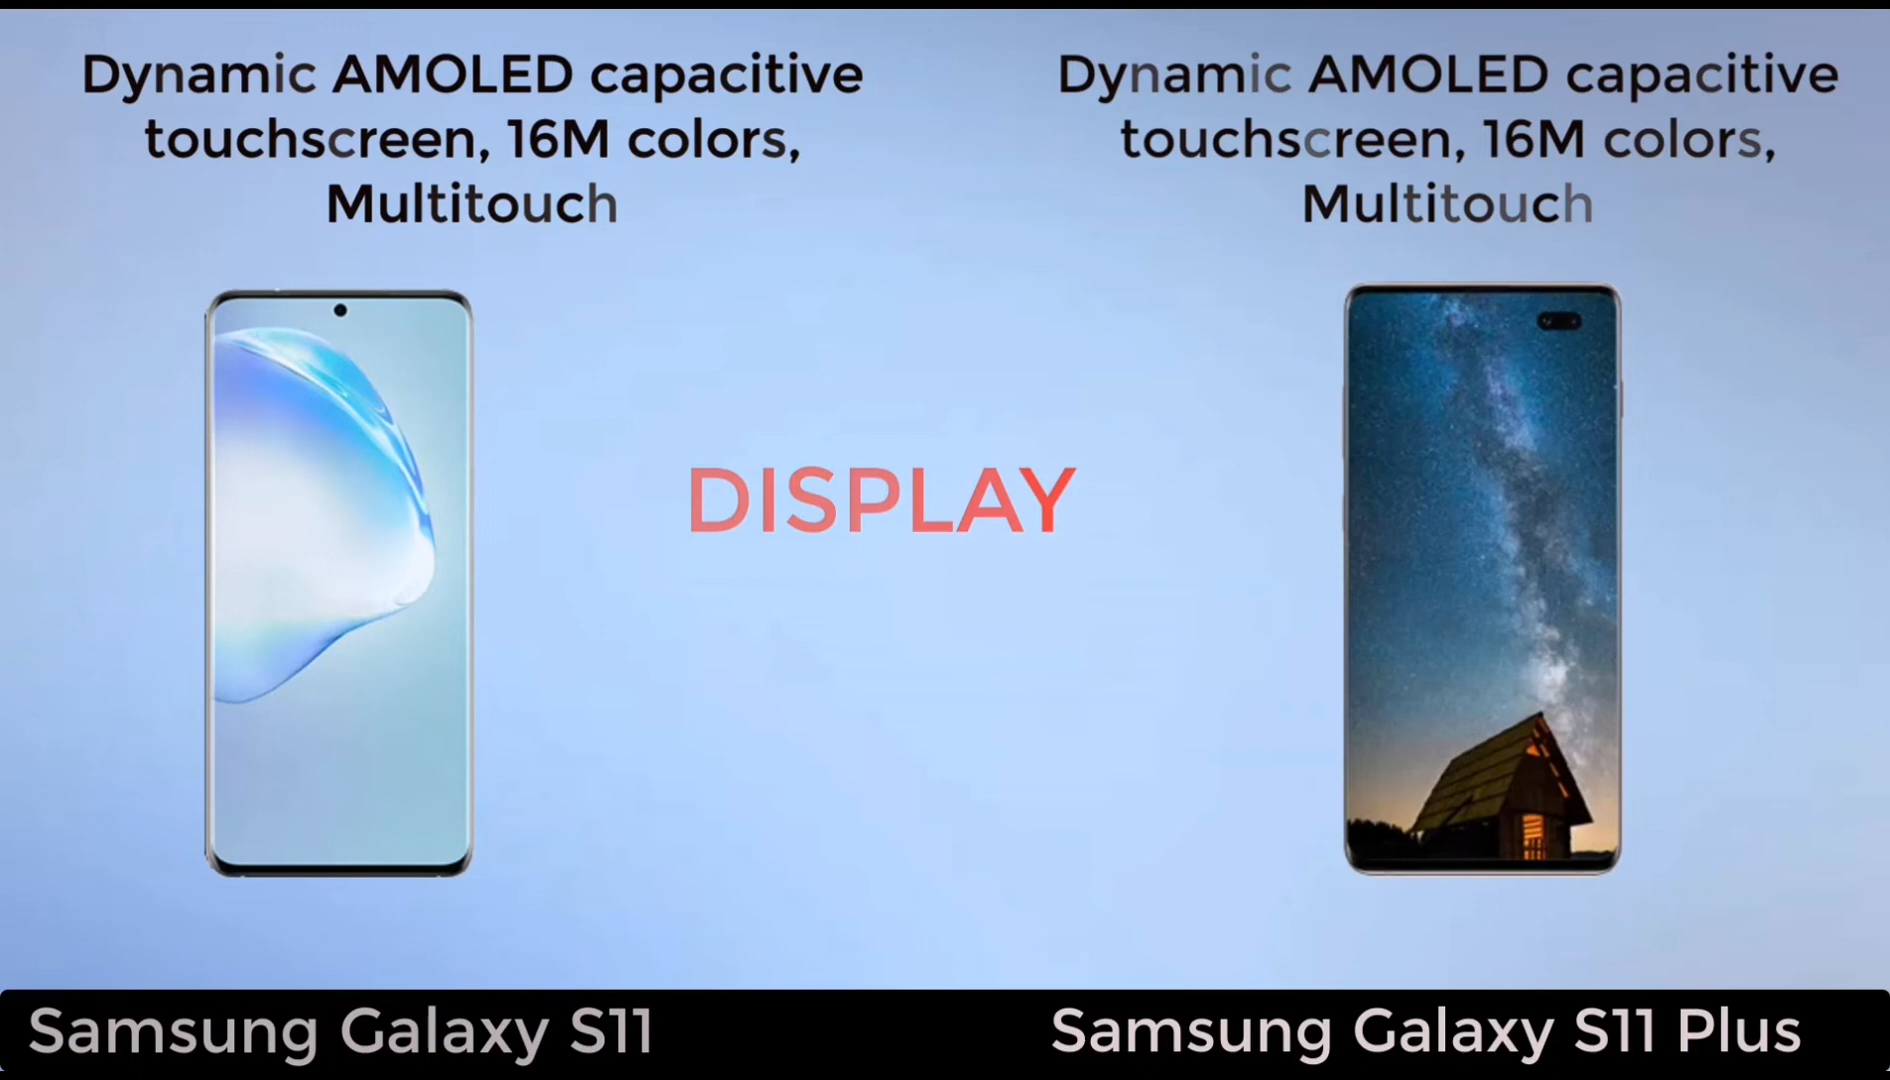 Dynamic AMOLED capacitive
touchscreen, 16M colors,
Multitouch
Dynamic AMOLED capacitive
touchscreen, 16M colors,
Multitouch
DISPLAY
Samsung Galaxy S11
Samsung Galaxy S11 Plus